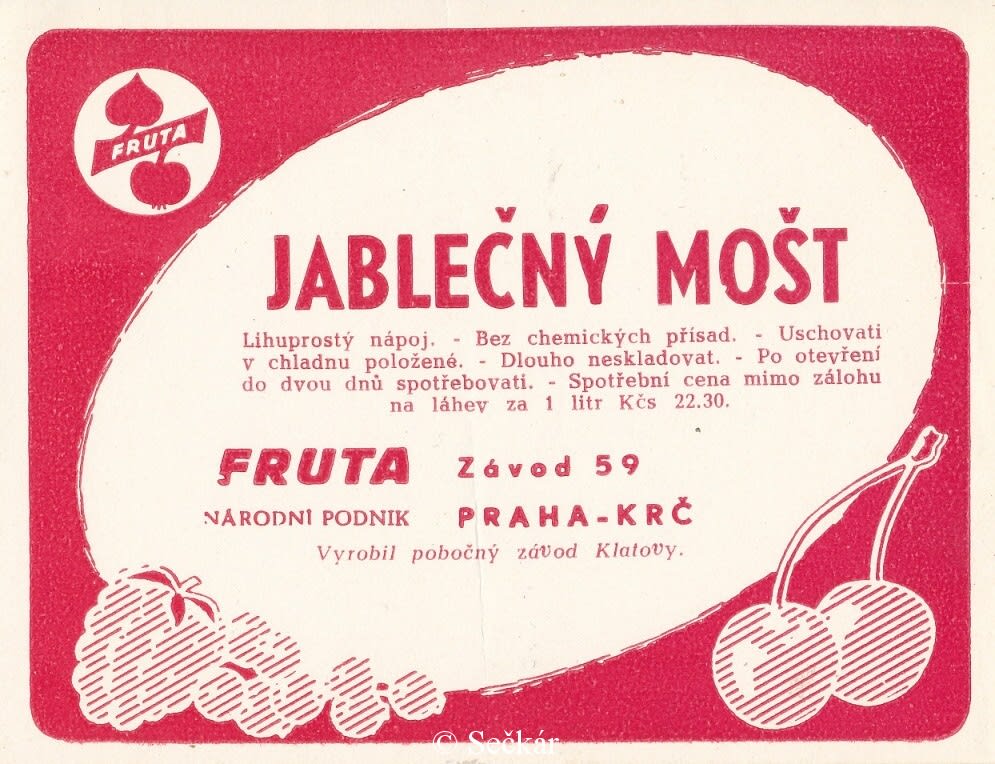 FRUTA
JABLEČNÝ MOŠT
Lihuprostý nápoj. - Bez chemických přísad. - Uschovati
v chladnu položené. - Dlouho neskladovat. - Po otevření
do dvou dnů spotřebovati. - Spotřební cena mimo zálohu
na láhev za 1 litr Kčs 22.30.
FRUTA Závod 59
NÁRODNÍ PODNIK PRAHA-KRČ
Vyrobil pobočný závod Klatovy.
© Sečkár